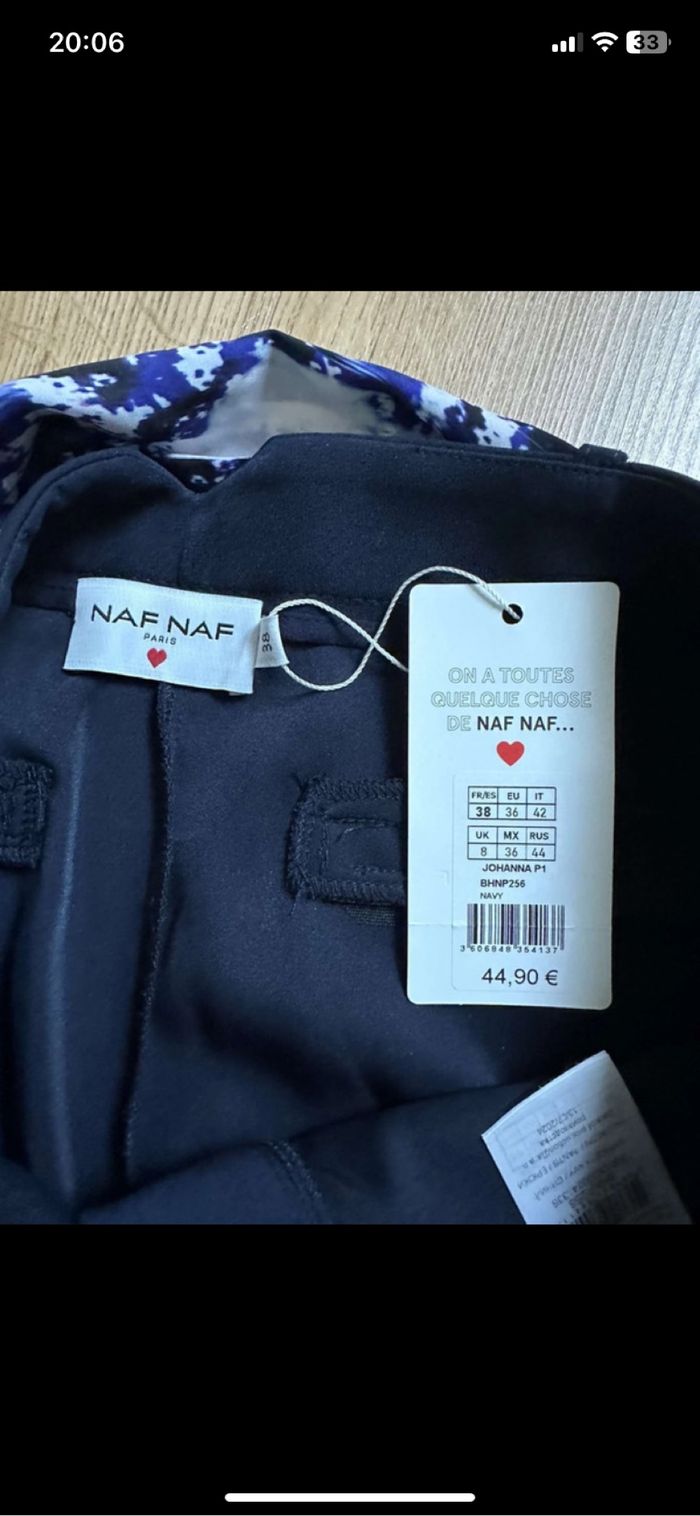 20:06
33
NAF NAF
PARIS
38
ON A TOUTES
QUELQUE CHOSE
DE NAF NAF...
FR/ES EU IT
38 36 42
UK MX RUS
8 36 44
JOHANNA P1
BHNP256
NAVY
3 606848 354137
44,90 €